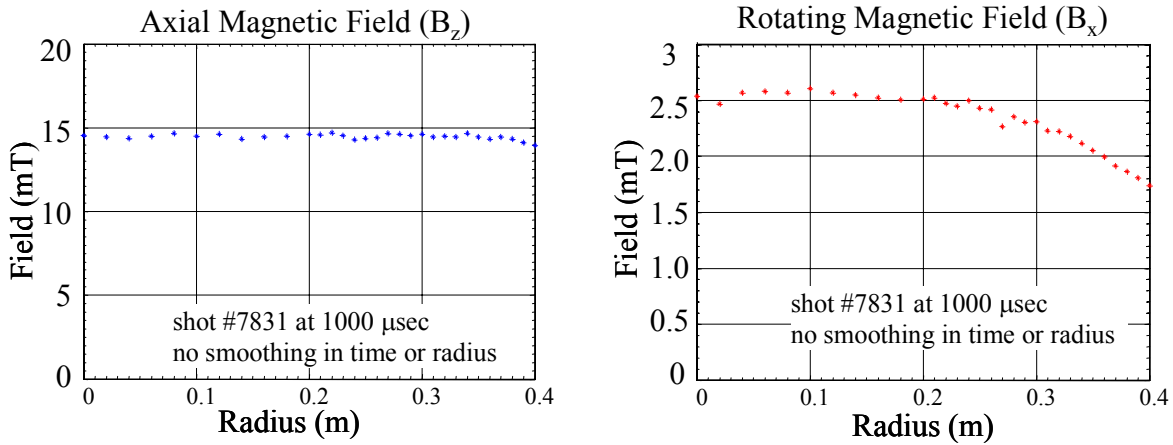 Axial Magnetic Field (B_z)
20
15
10
5
0
Field (mT)
shot #7831 at 1000 μsec
no smoothing in time or radius
0 0.1 0.2 0.3 0.4
Radius (m)
Rotating Magnetic Field (B_x)
3
2.5
2.0
1.5
1.0
0.5
0
Field (mT)
shot #7831 at 1000 μsec
no smoothing in time or radius
0 0.1 0.2 0.3 0.4
Radius (m)